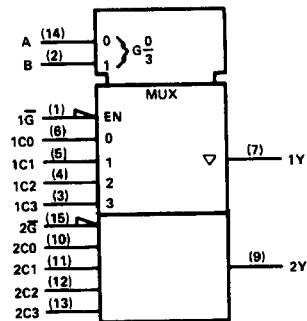 A (14) 0
B (2) 1
G 0/3
MUX
1G̅ (1) EN
1C0 (6) 0
1C1 (5) 1
1C2 (4) 2
1C3 (3) 3
▽ (7) 1Y
2G̅ (15)
2C0 (10)
2C1 (11)
2C2 (12)
2C3 (13)
(9) 2Y